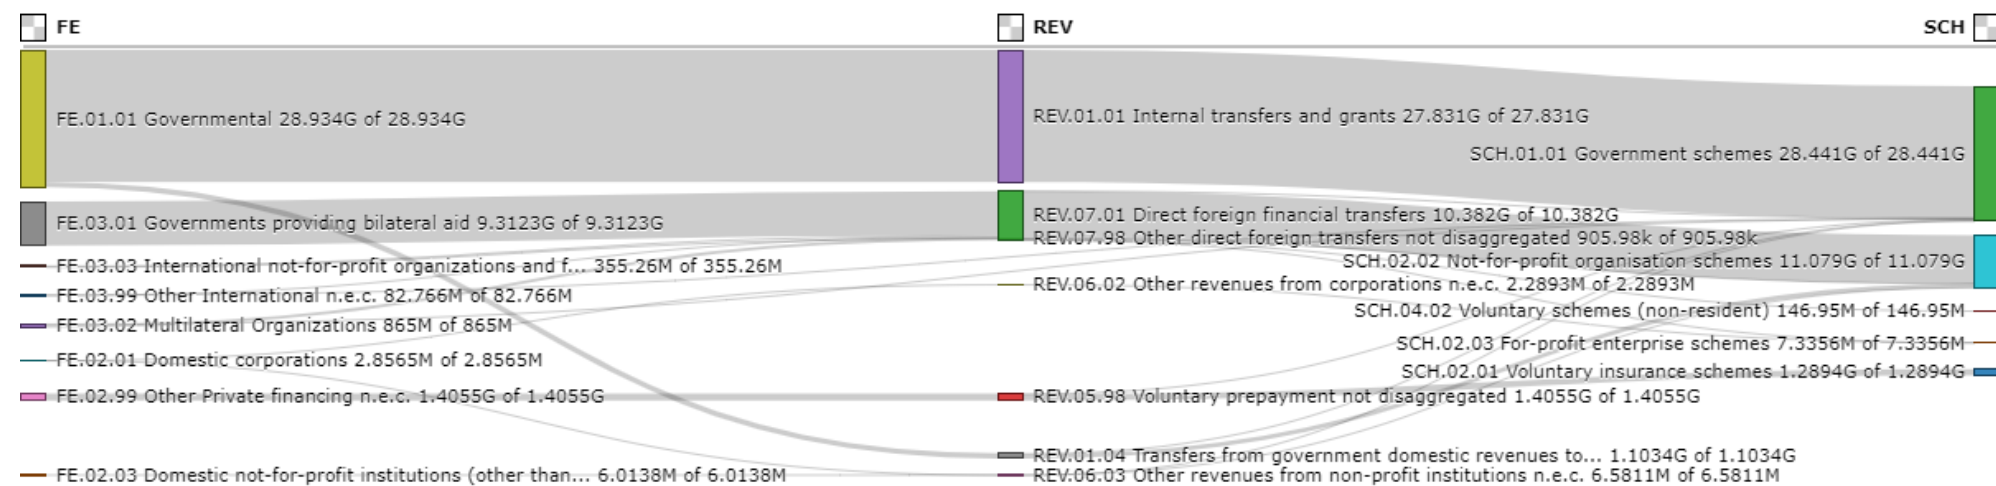 FE
REV
SCH
FE.01.01 Governmental 28.934G of 28.934G
REV.01.01 Internal transfers and grants 27.831G of 27.831G
SCH.01.01 Government schemes 28.441G of 28.441G
FE.03.01 Governments providing bilateral aid 9.3123G of 9.3123G
REV.07.01 Direct foreign financial transfers 10.382G of 10.382G
REV.07.98 Other direct foreign transfers not disaggregated 905.98k of 905.98k
SCH.02.02 Not-for-profit organisation schemes 11.079G of 11.079G
FE.03.03 International not-for-profit organizations and f... 355.26M of 355.26M
REV.06.02 Other revenues from corporations n.e.c. 2.2893M of 2.2893M
FE.03.99 Other International n.e.c. 82.766M of 82.766M
SCH.04.02 Voluntary schemes (non-resident) 146.95M of 146.95M
FE.03.02 Multilateral Organizations 865M of 865M
SCH.02.03 For-profit enterprise schemes 7.3356M of 7.3356M
FE.02.01 Domestic corporations 2.8565M of 2.8565M
SCH.02.01 Voluntary insurance schemes 1.2894G of 1.2894G
FE.02.99 Other Private financing n.e.c. 1.4055G of 1.4055G
REV.05.98 Voluntary prepayment not disaggregated 1.4055G of 1.4055G
REV.01.04 Transfers from government domestic revenues to... 1.1034G of 1.1034G
FE.02.03 Domestic not-for-profit institutions (other than... 6.0138M of 6.0138M
REV.06.03 Other revenues from non-profit institutions n.e.c. 6.5811M of 6.5811M